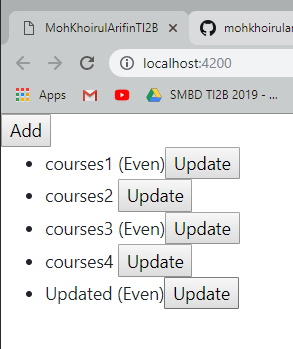 MohKhoirulArifinTI2B
mohkhoirular
localhost:4200
Apps
SMBD TI2B 2019 - ...
Add
courses1 (Even) Update
courses2 Update
courses3 (Even) Update
courses4 Update
Updated (Even) Update